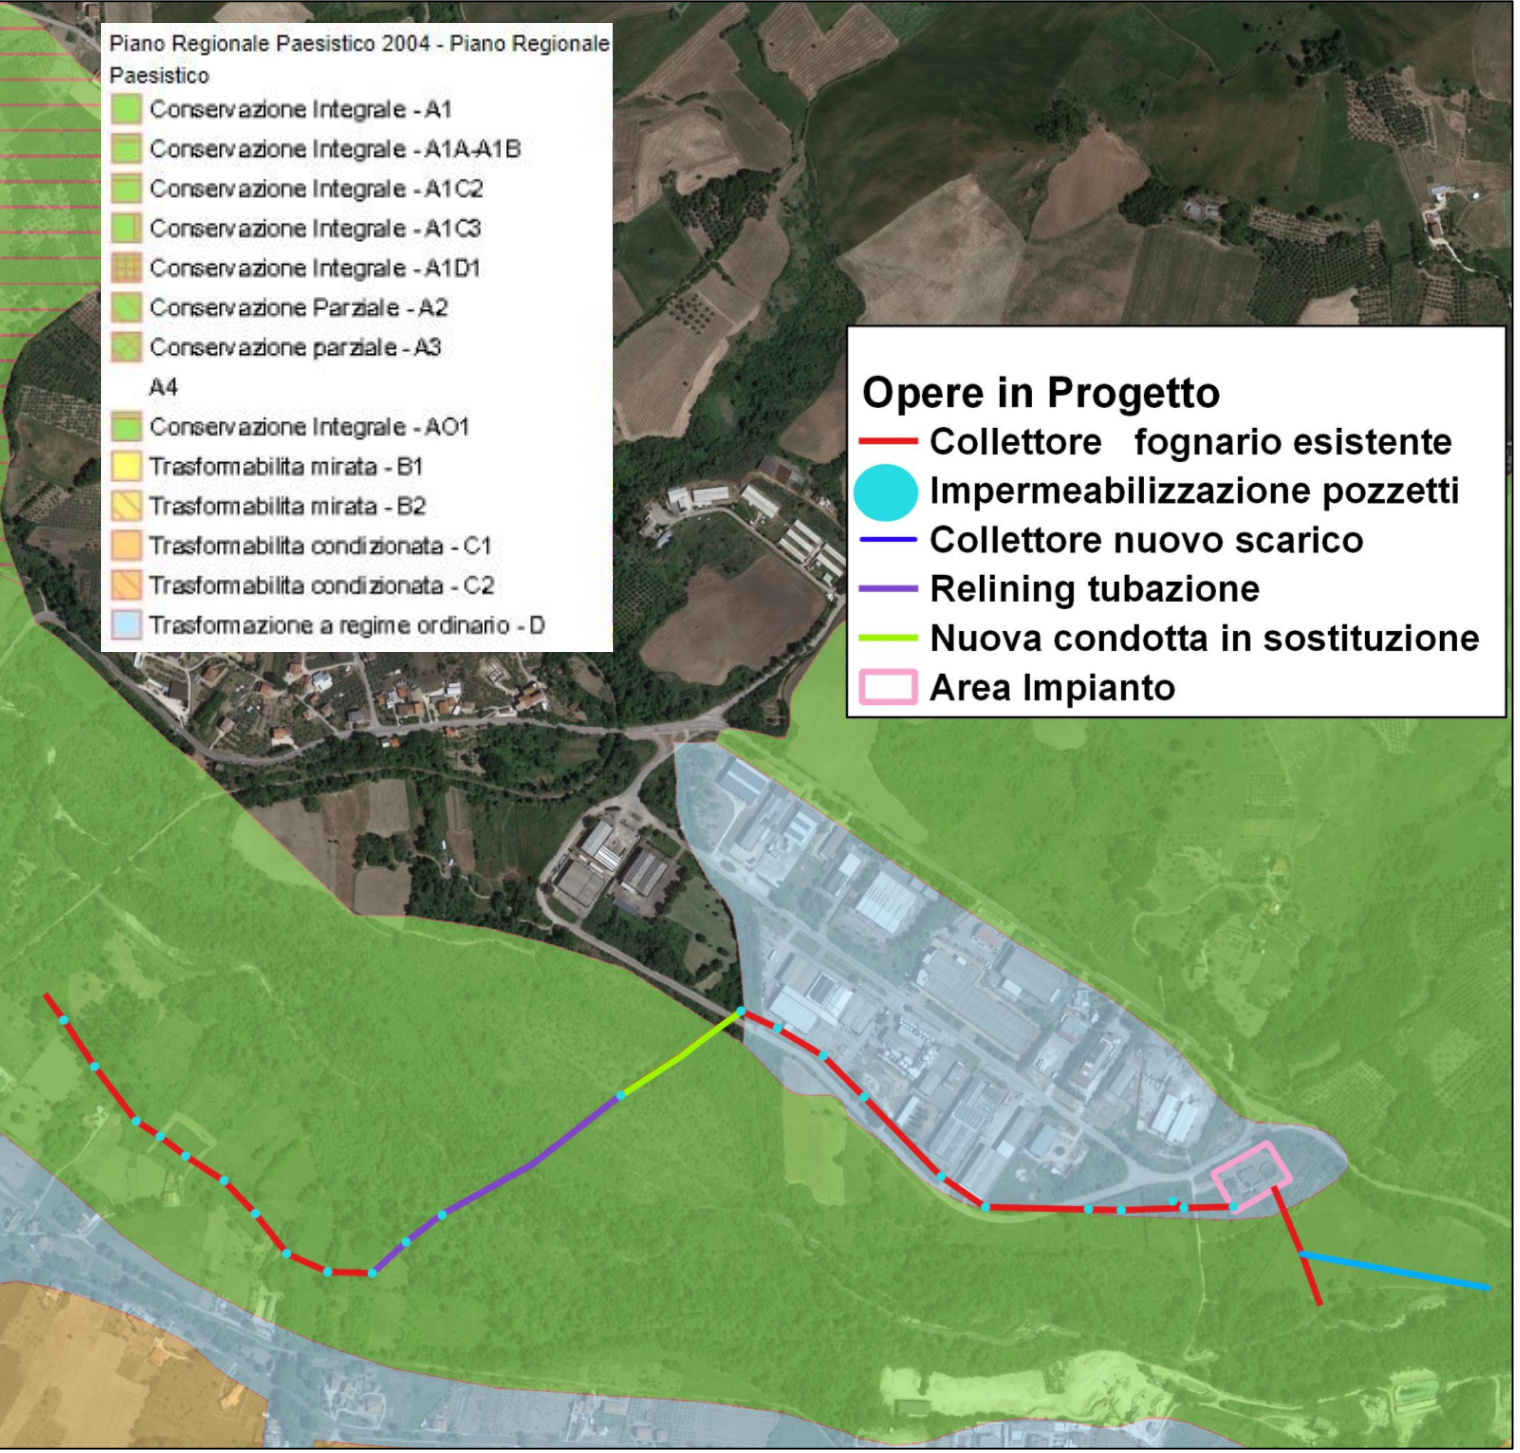 Piano Regionale Paesistico 2004 - Piano Regionale
Paesistico
Conservazione Integrale - A1
Conservazione Integrale - A1A-A1B
Conservazione Integrale - A1C2
Conservazione Integrale - A1C3
Conservazione Integrale - A1D1
Conservazione Parziale - A2
Conservazione parziale - A3
A4
Conservazione Integrale - AO1
Trasformabilita mirata - B1
Trasformabilita mirata - B2
Trasformabilita condizionata - C1
Trasformabilita condizionata - C2
Trasformazione a regime ordinario - D
Opere in Progetto
Collettore fognario esistente
Impermeabilizzazione pozzetti
Collettore nuovo scarico
Relining tubazione
Nuova condotta in sostituzione
Area Impianto